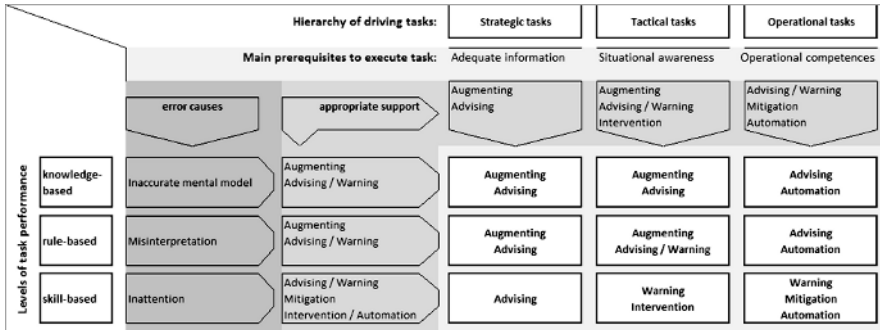 Hierarchy of driving tasks: Strategic tasks Tactical tasks Operational tasks
Main prerequisites to execute task: Adequate information Situational awareness Operational competences
error causes
appropriate support
Augmenting
Advising
Augmenting
Advising / Warning
Intervention
Advising / Warning
Mitigation
Automation
Levels of task performance
knowledge-
based
Inaccurate mental model
Augmenting
Advising / Warning
Augmenting
Advising
Augmenting
Advising
Advising
Automation
rule-based
Misinterpretation
Augmenting
Advising / Warning
Augmenting
Advising
Augmenting
Advising / Warning
Advising
Automation
skill-based
Inattention
Advising / Warning
Mitigation
Intervention / Automation
Advising
Warning
Intervention
Warning
Mitigation
Automation